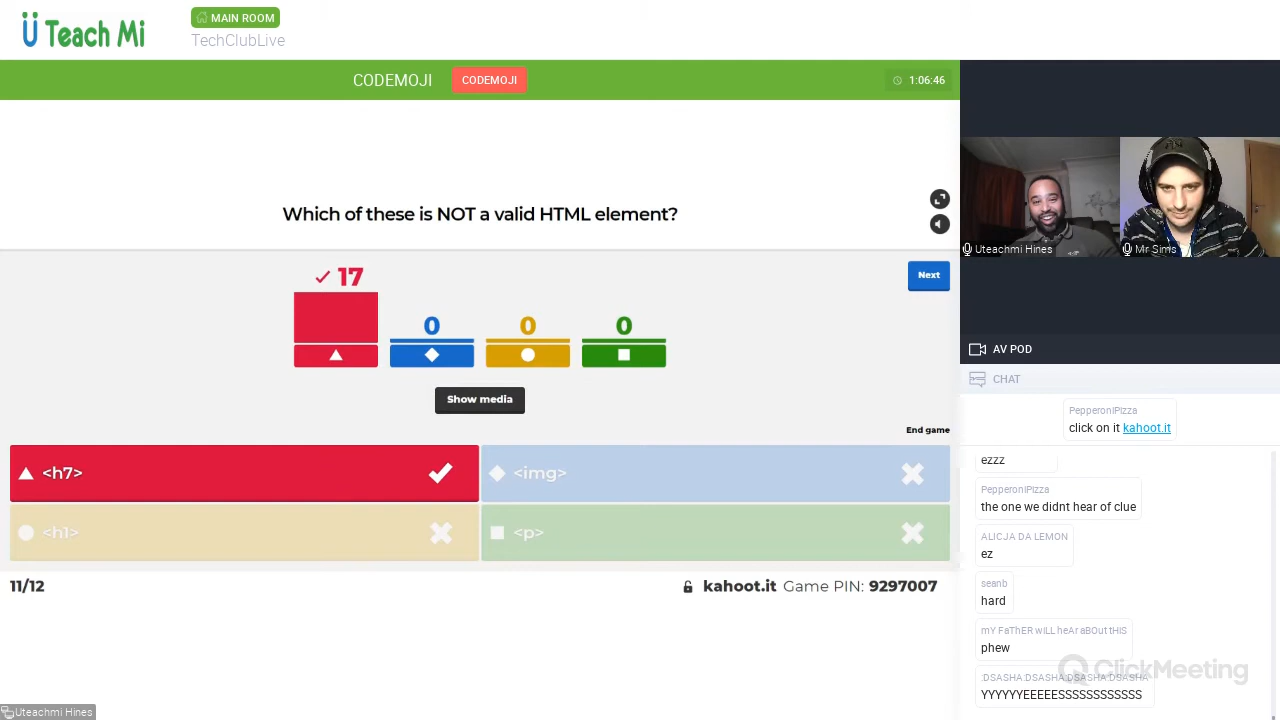 Ü Teach Mi
MAIN ROOM
TechClubLive
CODEMOJI
CODEMOJI
1:06:46
Which of these is NOT a valid HTML element?
17
0
0
0
Next
Show media
End game
<h7>
<img>
<h1>
<p>
11/12
kahoot.it Game PIN: 9297007
Uteachmi Hines
Uteachmi Hines
Mr Sims
AV POD
CHAT
PepperoniPizza
click on it kahoot.it
ezzz
PepperoniPizza
the one we didnt hear of clue
ALICJA DA LEMON
ez
seanb
hard
mY FaThER wiLL heAr aBOut tHIS
phew
:DSASHA:DSASHA:DSASHA:DSASHA
YYYYYYEEEEESSSSSSSSSSSS
ClickMeeting